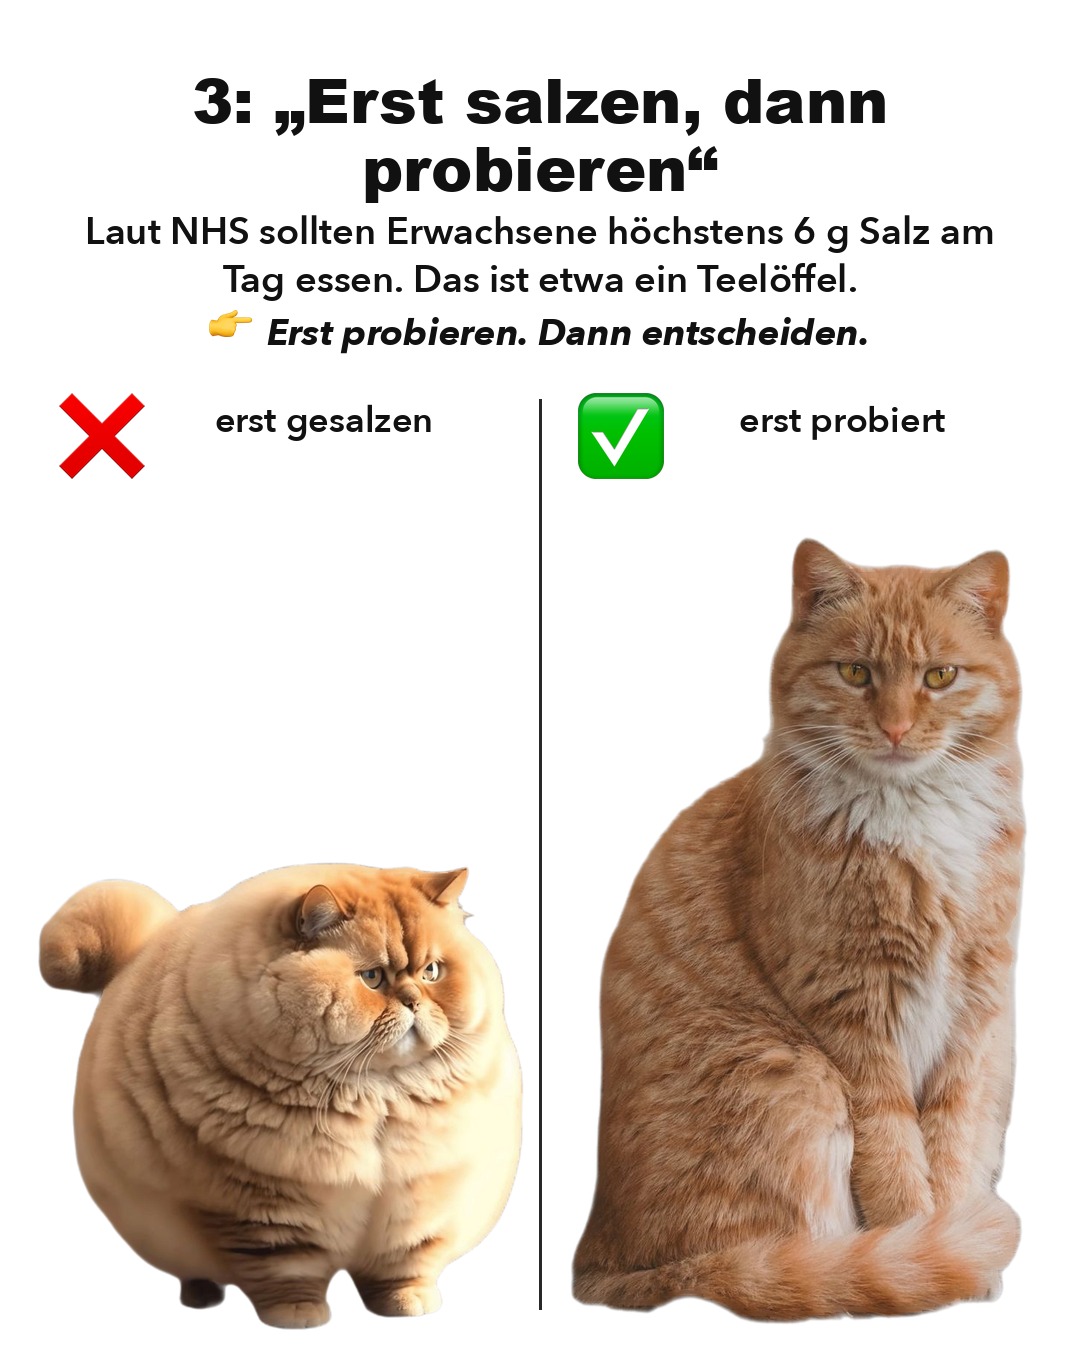 3: „Erst salzen, dann
probieren“
Laut NHS sollten Erwachsene höchstens 6 g Salz am
Tag essen. Das ist etwa ein Teelöffel.
👉 Erst probieren. Dann entscheiden.
❌ erst gesalzen
✅ erst probiert